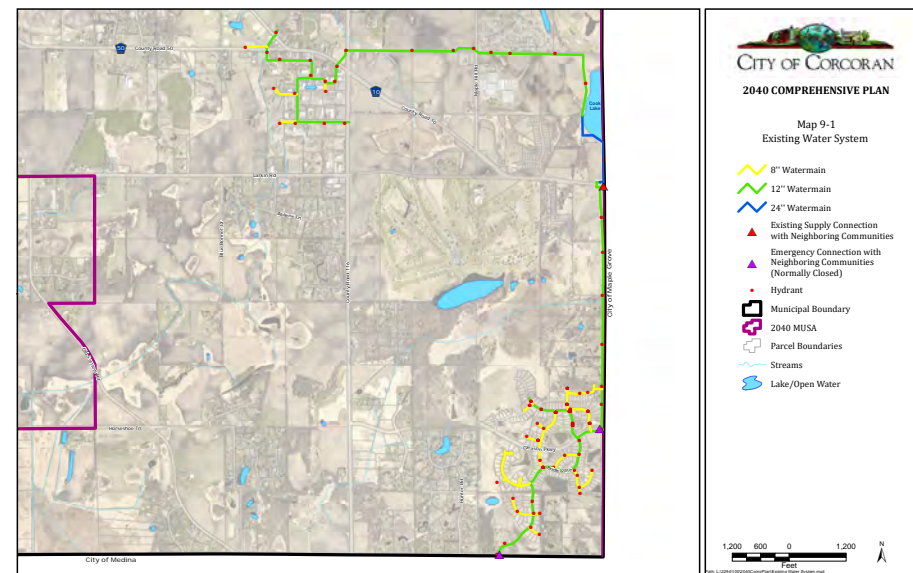 County Road 50
50
10
County Road 10
Cook
Lake
Larkin Rd
City of Maple Grove
Horseshoe Trl
City of Medina
CITY OF CORCORAN
2040 COMPREHENSIVE PLAN
Map 9-1
Existing Water System
8" Watermain
12" Watermain
24" Watermain
Existing Supply Connection
with Neighboring Communities
Emergency Connection with
Neighboring Communities
(Normally Closed)
Hydrant
Municipal Boundary
2040 MUSA
Parcel Boundaries
Streams
Lake/Open Water
1,200 600 0 1,200
Feet
N